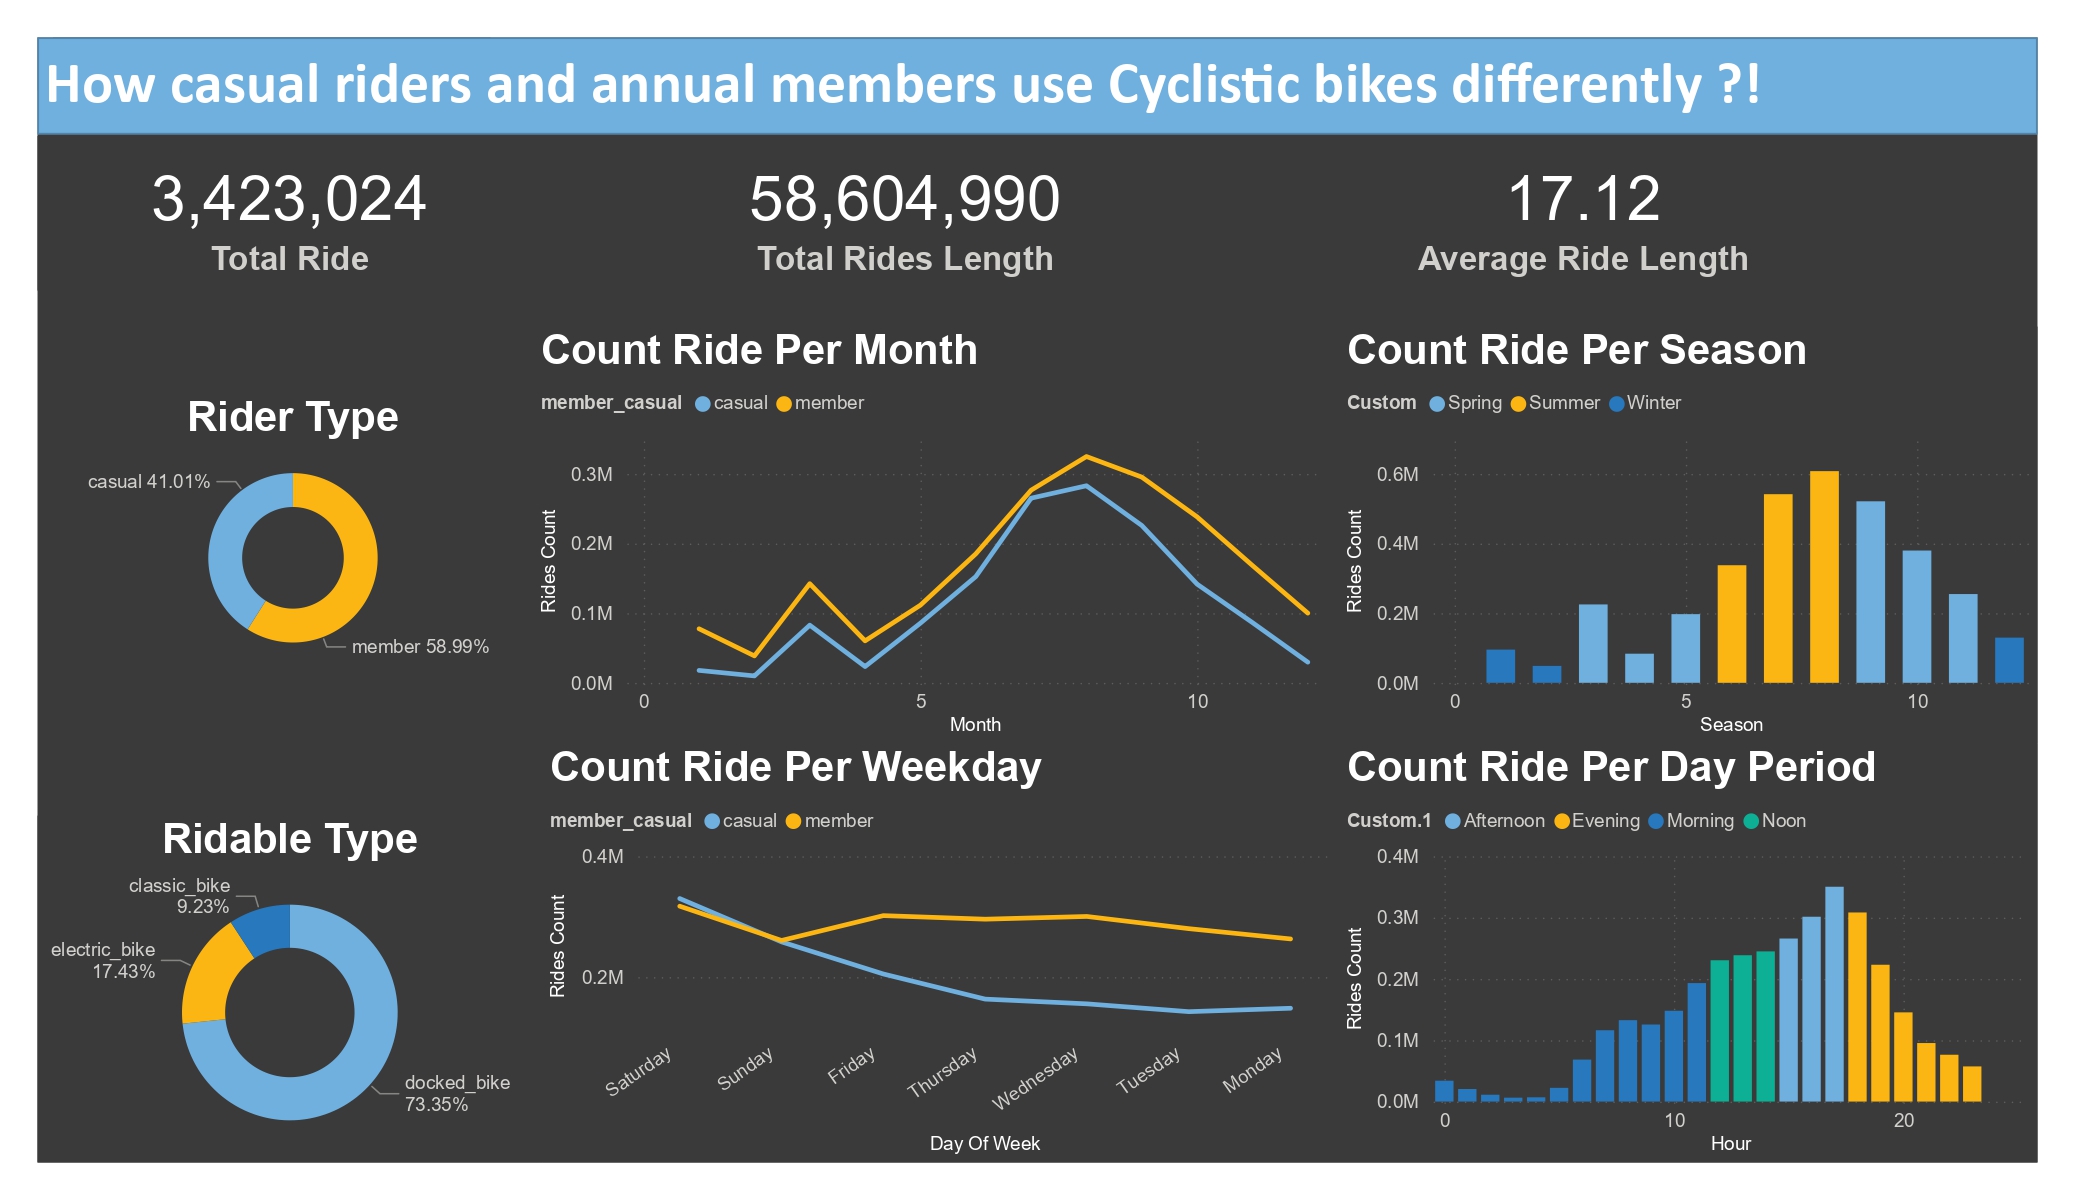 How casual riders and annual members use Cyclistic bikes differently ?!
3,423,024
Total Ride
58,604,990
Total Rides Length
17.12
Average Ride Length
Rider Type
casual 41.01%
member 58.99%
Count Ride Per Month
member_casual casual member
Rides Count
0.3M
0.2M
0.1M
0.0M
0 5 10
Month
Count Ride Per Season
Custom Spring Summer Winter
Rides Count
0.6M
0.4M
0.2M
0.0M
0 5 10
Season
Ridable Type
classic_bike
9.23%
electric_bike
17.43%
docked_bike
73.35%
Count Ride Per Weekday
member_casual casual member
Rides Count
0.4M
0.2M
Saturday Sunday Friday Thursday Wednesday Tuesday Monday
Day Of Week
Count Ride Per Day Period
Custom.1 Afternoon Evening Morning Noon
Rides Count
0.4M
0.3M
0.2M
0.1M
0.0M
0 10 20
Hour